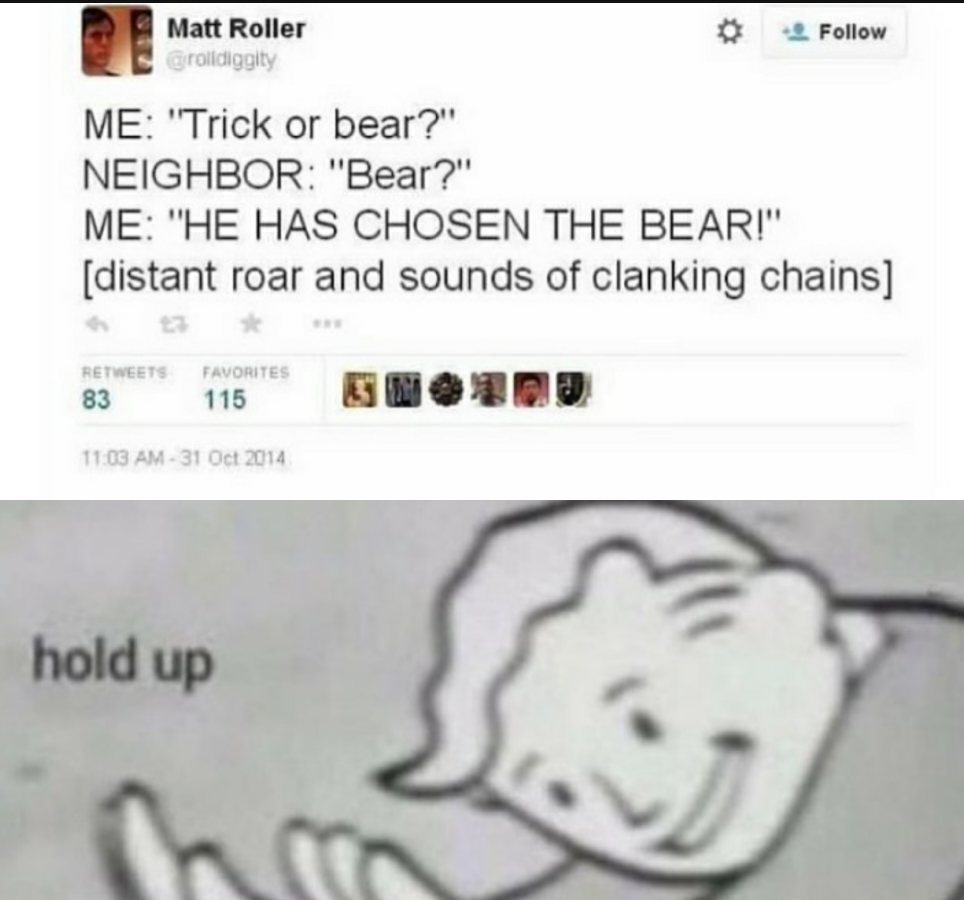 Matt Roller
@rolldiggity
Follow
ME: "Trick or bear?"
NEIGHBOR: "Bear?"
ME: "HE HAS CHOSEN THE BEAR!"
[distant roar and sounds of clanking chains]
RETWEETS FAVORITES
83 115
11:03 AM - 31 Oct 2014
hold up